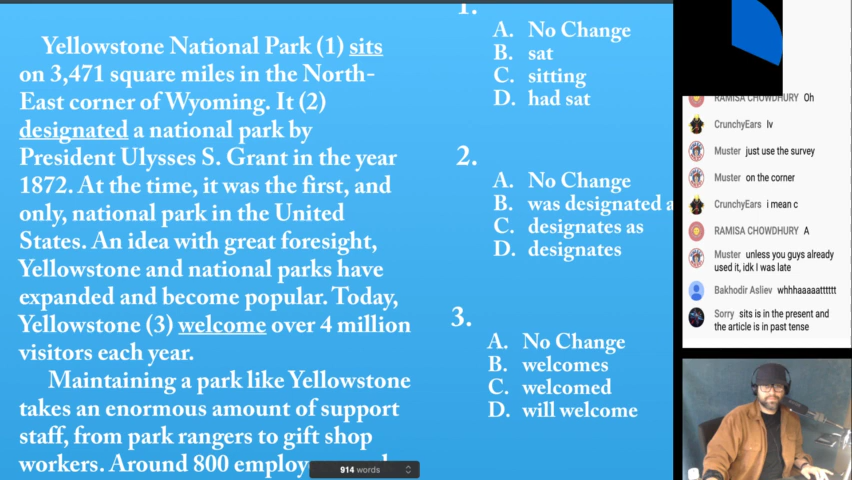 Yellowstone National Park (1) sits
on 3,471 square miles in the North-
East corner of Wyoming. It (2)
designated a national park by
President Ulysses S. Grant in the year
1872. At the time, it was the first, and
only, national park in the United
States. An idea with great foresight,
Yellowstone and national parks have
expanded and become popular. Today,
Yellowstone (3) welcome over 4 million
visitors each year.
Maintaining a park like Yellowstone
takes an enormous amount of support
staff, from park rangers to gift shop
workers. Around 800 employ
914 words
1.
A. No Change
B. sat
C. sitting
D. had sat
2.
A. No Change
B. was designated a
C. designates as
D. designates
3.
A. No Change
B. welcomes
C. welcomed
D. will welcome
RAMISA CHOWDHURY Oh
CrunchyEars Iv
Muster just use the survey
Muster on the corner
CrunchyEars i mean c
RAMISA CHOWDHURY A
Muster unless you guys already
used it, idk I was late
Bakhodir Asliev whhhaaaaatttttt
Sorry sits is in the present and
the article is in past tense